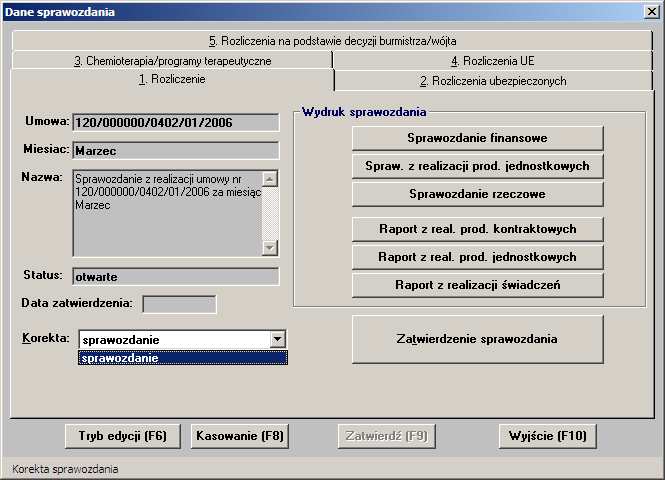 Dane sprawozdania
5. Rozliczenia na podstawie decyzji burmistrza/wójta
3. Chemioterapia/programy terapeutyczne
4. Rozliczenia UE
1. Rozliczenie
2. Rozliczenia ubezpieczonych
Umowa: 120/000000/0402/01/2006
Miesiac: Marzec
Nazwa: Sprawozdanie z realizacji umowy nr
120/000000/0402/01/2006 za miesiąc
Marzec
Status: otwarte
Data zatwierdzenia:
Korekta: sprawozdanie
sprawozdanie
Wydruk sprawozdania
Sprawozdanie finansowe
Spraw. z realizacji prod. jednostkowych
Sprawozdanie rzeczowe
Raport z real. prod. kontraktowych
Raport z real. prod. jednostkowych
Raport z realizacji świadczeń
Zatwierdzenie sprawozdania
Tryb edycji (F6)
Kasowanie (F8)
Zatwierdź (F9)
Wyjście (F10)
Korekta sprawozdania